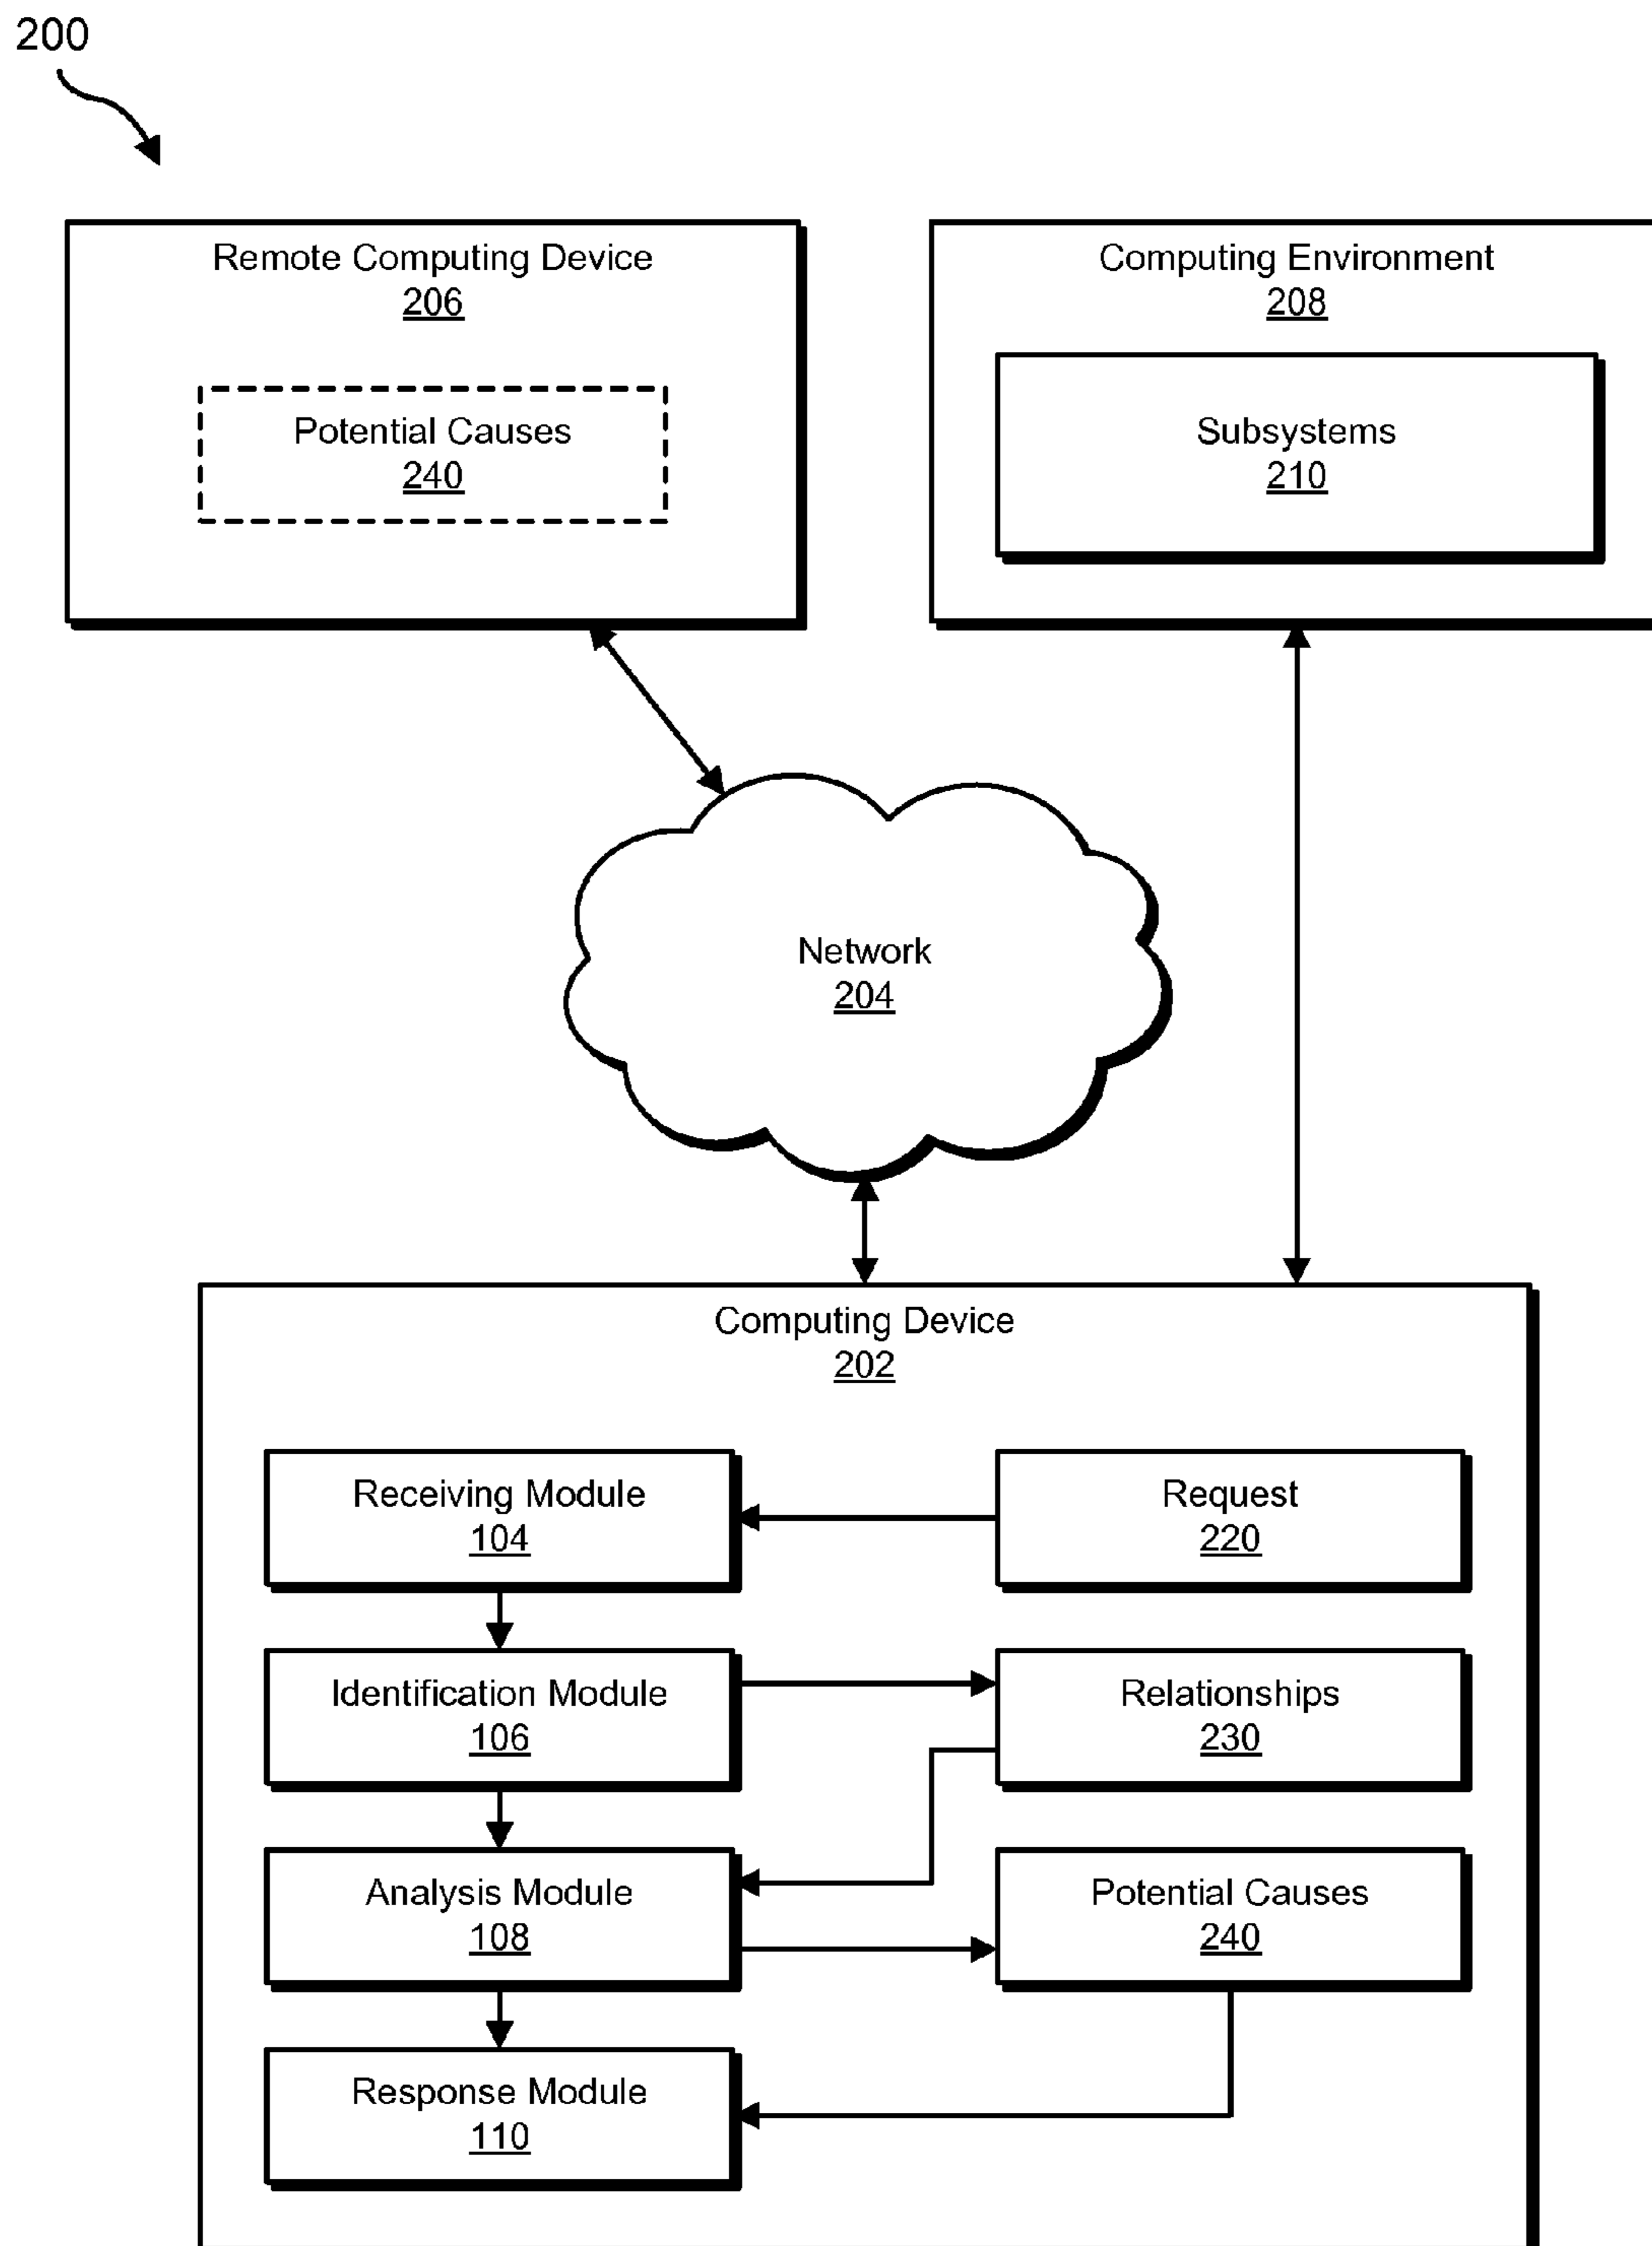 200
Remote Computing Device
206
Potential Causes
240
Computing Environment
208
Subsystems
210
Network
204
Computing Device
202
Receiving Module
104
Request
220
Identification Module
106
Relationships
230
Analysis Module
108
Potential Causes
240
Response Module
110